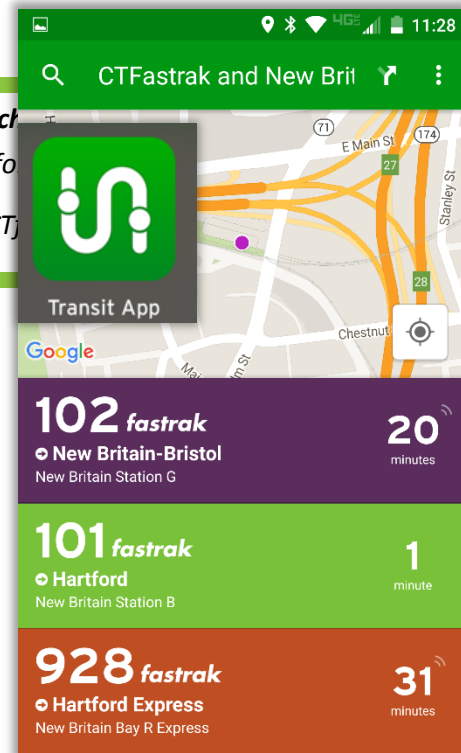 4G
11:28
CTFastrak and New Brit
71
E Main St
174
27
Stanley St
28
Transit App
Chestnut
Google
102 fastrak
New Britain-Bristol
New Britain Station G
20
minutes
101 fastrak
Hartford
New Britain Station B
1
minute
928 fastrak
Hartford Express
New Britain Bay R Express
31
minutes